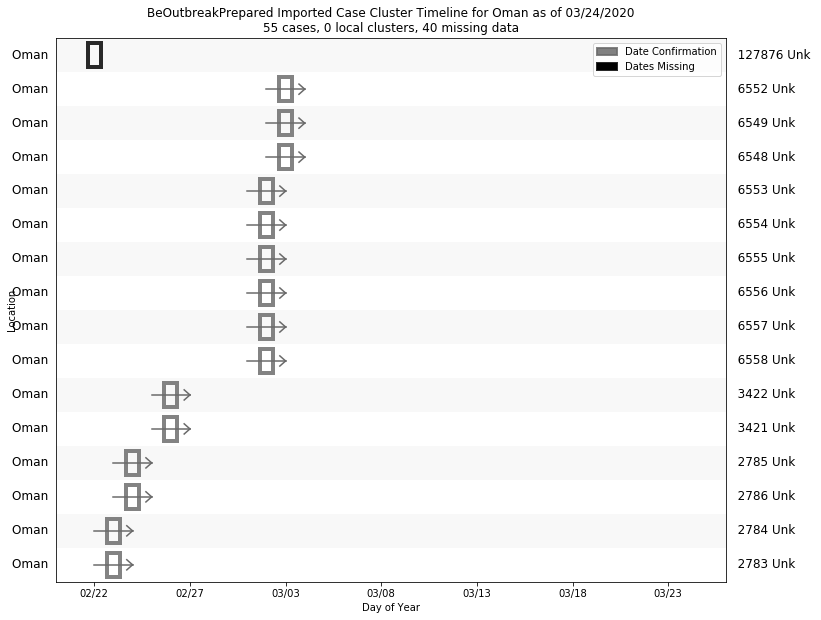 BeOutbreakPrepared Imported Case Cluster Timeline for Oman as of 03/24/2020
55 cases, 0 local clusters, 40 missing data
Date Confirmation
Dates Missing
Oman 127876 Unk
Oman 6552 Unk
Oman 6549 Unk
Oman 6548 Unk
Oman 6553 Unk
Oman 6554 Unk
Oman 6555 Unk
Oman 6556 Unk
Oman 6557 Unk
Oman 6558 Unk
Oman 3422 Unk
Oman 3421 Unk
Oman 2785 Unk
Oman 2786 Unk
Oman 2784 Unk
Oman 2783 Unk
Location
02/22 02/27 03/03 03/08 03/13 03/18 03/23
Day of Year